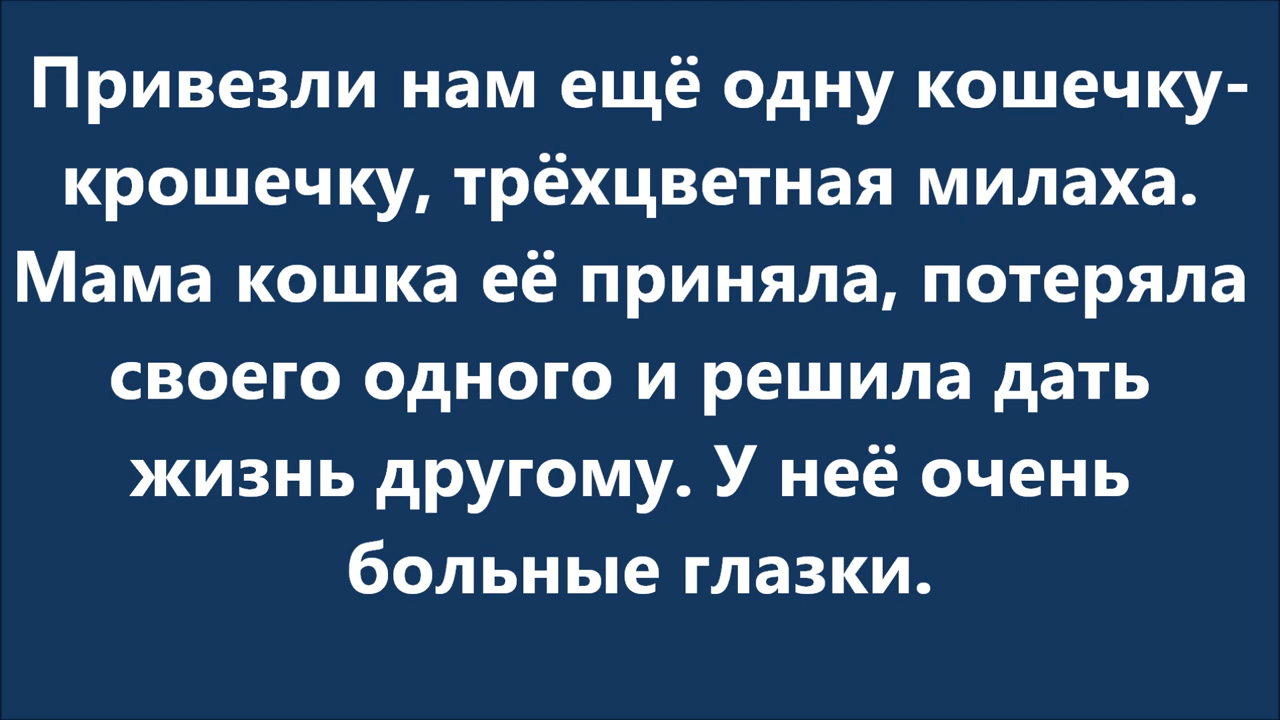 Привезли нам ещё одну кошечку-
крошечку, трёхцветная милаха.
Мама кошка её приняла, потеряла
своего одного и решила дать
жизнь другому. У неё очень
больные глазки.